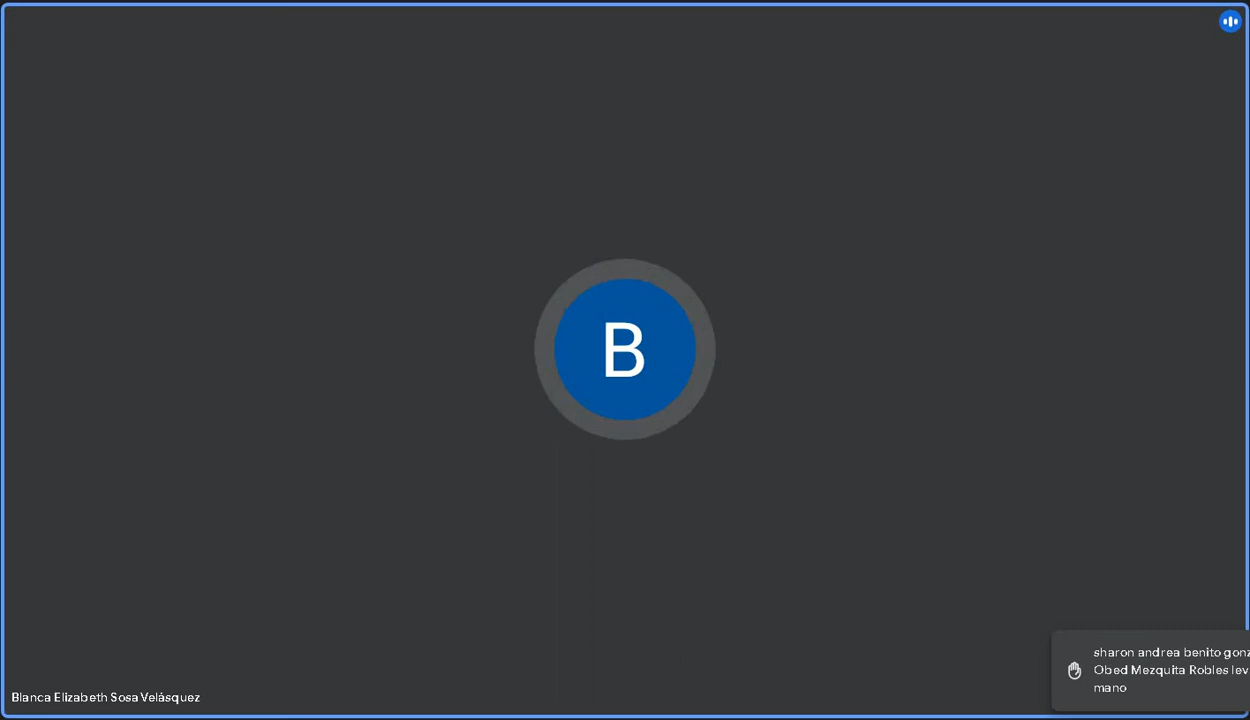 B
sharon andrea benito
Obed Mezquita Robles
mano
Blanca Elizabeth Sosa Velásquez